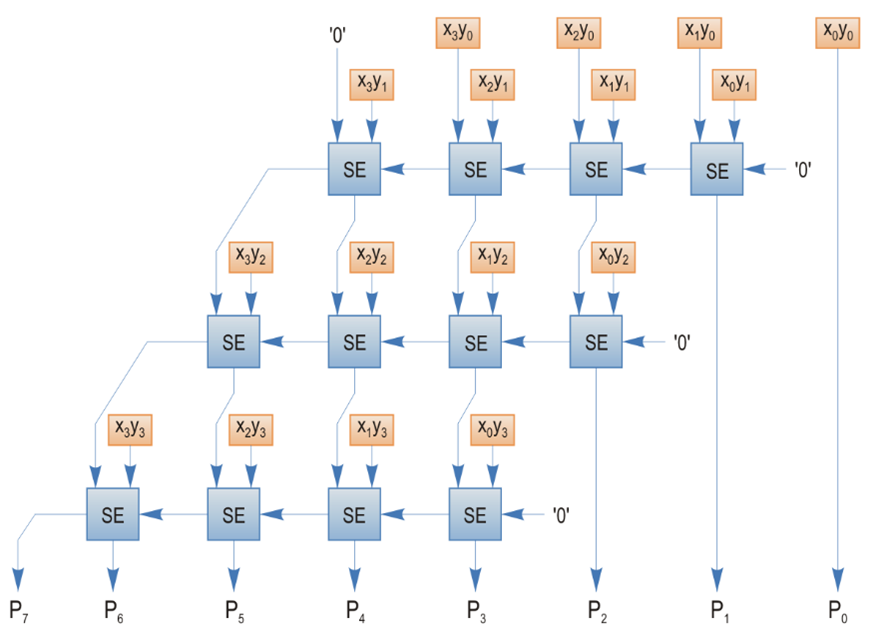 '0' x₃y₀ x₂y₀ x₁y₀ x₀y₀
x₃y₁ x₂y₁ x₁y₁ x₀y₁
SE SE SE SE '0'
x₃y₂ x₂y₂ x₁y₂ x₀y₂
SE SE SE SE '0'
x₃y₃ x₂y₃ x₁y₃ x₀y₃
SE SE SE SE '0'
P₇ P₆ P₅ P₄ P₃ P₂ P₁ P₀